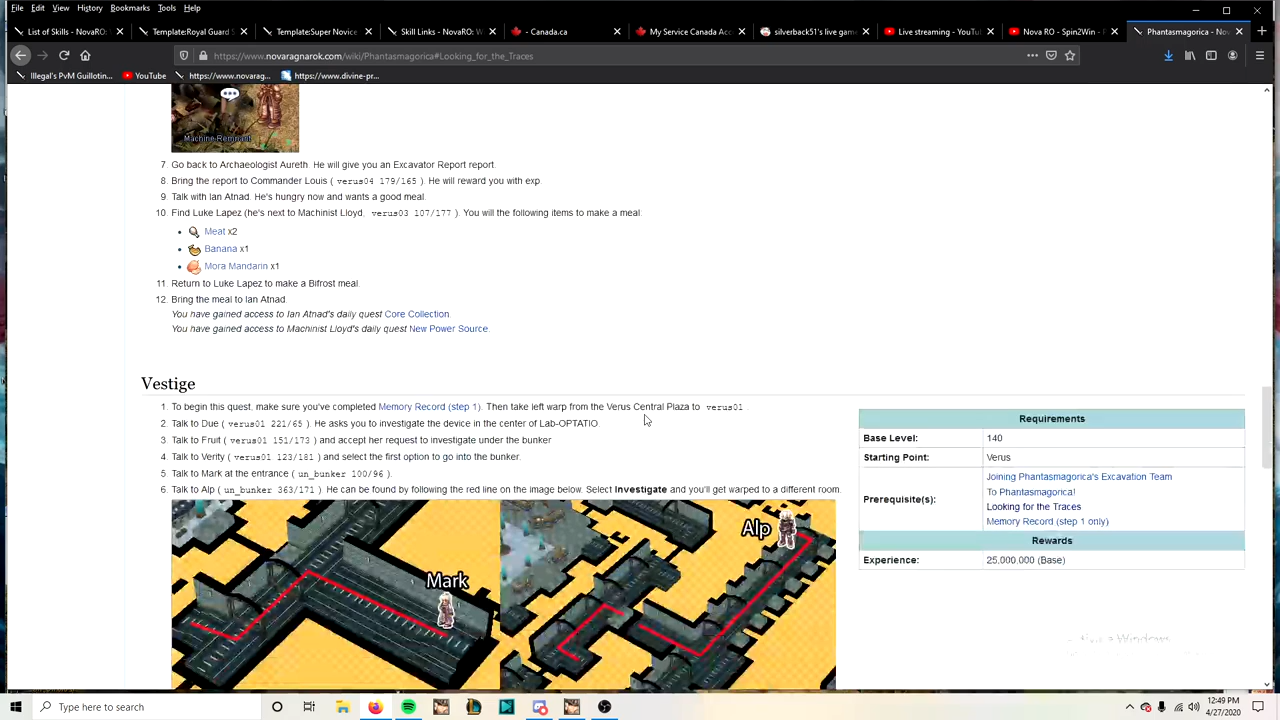 File Edit View History Bookmarks Tools Help
List of Skills - NovaRO: Template:Royal Guard S Template:Super Novice Skill Links - NovaRO: W - Canada.ca My Service Canada Acc silverback51's live game Live streaming - YouTub Nova RO - Spin2Win - P Phantasmagorica - Nov
https://www.novaragnarok.com/wiki/Phantasmagorica#Looking_for_the_Traces
Illegal's PvM Guillotin... YouTube https://www.novarag... https://www.divine-pr...
Machine Remnant
7. Go back to Archaeologist Aureth. He will give you an Excavator Report report.
8. Bring the report to Commander Louis ( verus04 179/165 ). He will reward you with exp.
9. Talk with Ian Atnad. He's hungry now and wants a good meal.
10. Find Luke Lapez (he's next to Machinist Lloyd, verus03 107/177 ). You will the following items to make a meal:
Meat x2
Banana x1
Mora Mandarin x1
11. Return to Luke Lapez to make a Bifrost meal.
12. Bring the meal to Ian Atnad.
You have gained access to Ian Atnad's daily quest Core Collection.
You have gained access to Machinist Lloyd's daily quest New Power Source.
Vestige
1. To begin this quest, make sure you've completed Memory Record (step 1). Then take left warp from the Verus Central Plaza to verus01 .
2. Talk to Due ( verus01 221/65 ). He asks you to investigate the device in the center of Lab-OPTATIO.
3. Talk to Fruit ( verus01 151/173 ) and accept her request to investigate under the bunker
4. Talk to Verity ( verus01 123/181 ) and select the first option to go into the bunker.
5. Talk to Mark at the entrance ( un_bunker 100/96 ).
6. Talk to Alp ( un_bunker 363/171 ). He can be found by following the red line on the image below. Select Investigate and you'll get warped to a different room.
Mark
Alp
Requirements
Base Level: 140
Starting Point: Verus
Prerequisite(s): Joining Phantasmagorica's Excavation Team
To Phantasmagorica!
Looking for the Traces
Memory Record (step 1 only)
Rewards
Experience: 25,000,000 (Base)
Type here to search
12:49 PM
4/27/2020